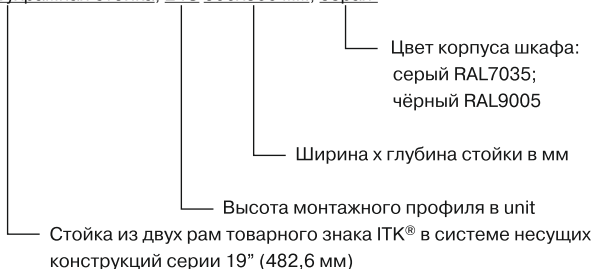 Цвет корпуса шкафа:
серый RAL7035;
чёрный RAL9005
Ширина х глубина стойки в мм
Высота монтажного профиля в unit
Стойка из двух рам товарного знака ITK® в системе несущих
конструкций серии 19” (482,6 мм)